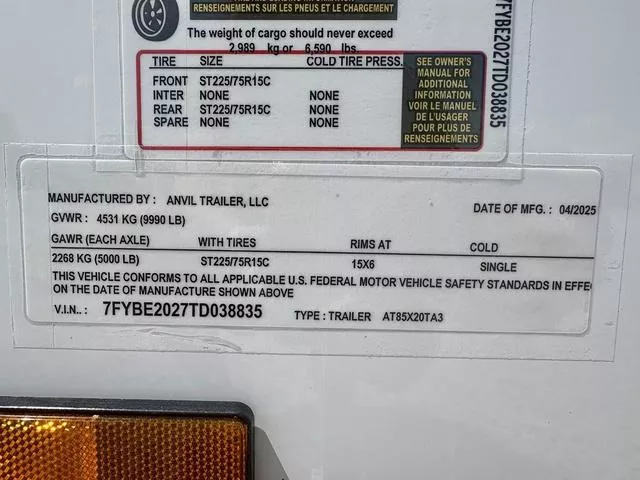 RENSEIGNEMENTS SUR LES PNEUS ET LE CHARGEMENT
The weight of cargo should never exceed
2,989 kg or 6,590 lbs.
TIRE SIZE COLD TIRE PRESS.
FRONT ST225/75R15C
INTER NONE NONE
REAR ST225/75R15C NONE
SPARE NONE NONE
SEE OWNER'S
MANUAL FOR
ADDITIONAL
INFORMATION
VOIR LE MANUEL
DE L'USAGER
POUR PLUS DE
RENSEIGNEMENTS
7FYBE2027TD038835
MANUFACTURED BY : ANVIL TRAILER, LLC
DATE OF MFG. : 04/2025
GVWR : 4531 KG (9990 LB)
GAWR (EACH AXLE) WITH TIRES RIMS AT COLD
2268 KG (5000 LB) ST225/75R15C 15X6 SINGLE
THIS VEHICLE CONFORMS TO ALL APPLICABLE U.S. FEDERAL MOTOR VEHICLE SAFETY STANDARDS IN EFFE
ON THE DATE OF MANUFACTURE SHOWN ABOVE
V.I.N.. : 7FYBE2027TD038835 TYPE : TRAILER AT85X20TA3